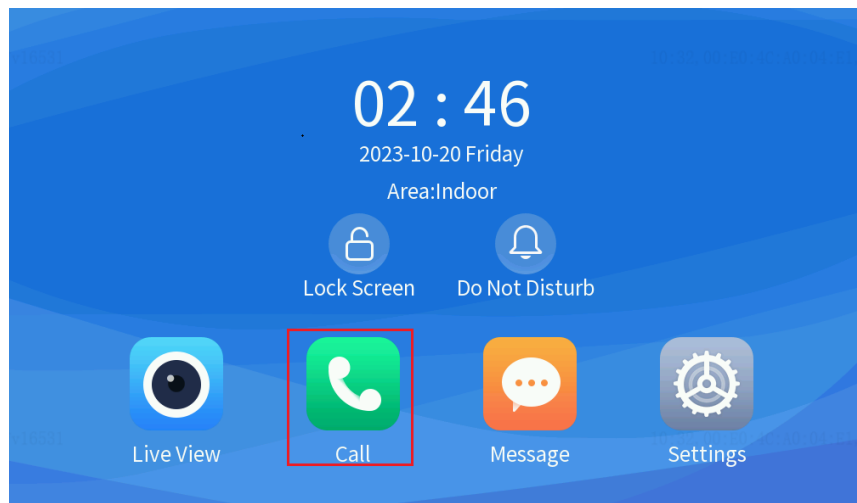 02 : 46
2023-10-20 Friday
Area:Indoor
Lock Screen
Do Not Disturb
Live View
Call
Message
Settings